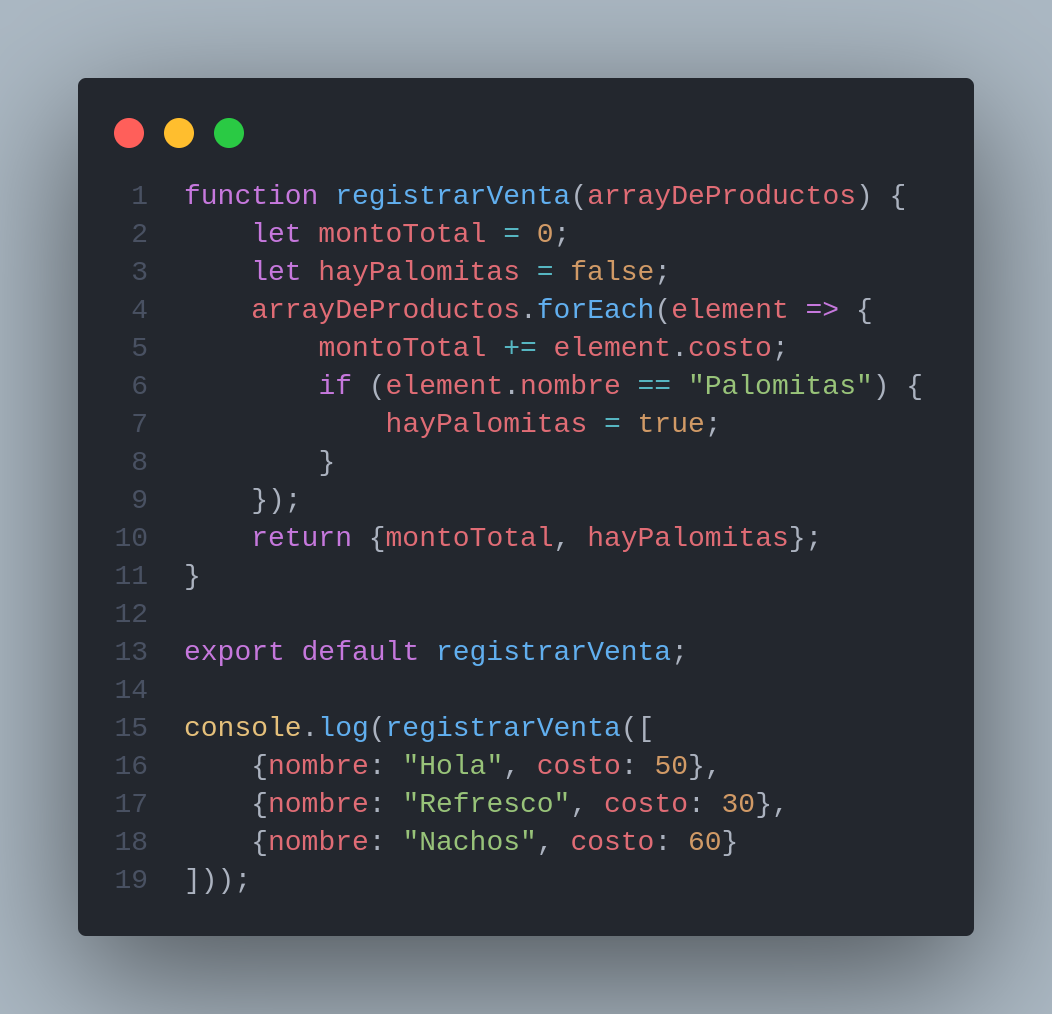 1 function registrarVenta(arrayDeProductos) {
2     let montoTotal = 0;
3     let hayPalomitas = false;
4     arrayDeProductos.forEach(element => {
5         montoTotal += element.costo;
6         if (element.nombre == "Palomitas") {
7             hayPalomitas = true;
8         }
9     });
10     return {montoTotal, hayPalomitas};
11 }
12
13 export default registrarVenta;
14
15 console.log(registrarVenta([
16     {nombre: "Hola", costo: 50},
17     {nombre: "Refresco", costo: 30},
18     {nombre: "Nachos", costo: 60}
19 ]));